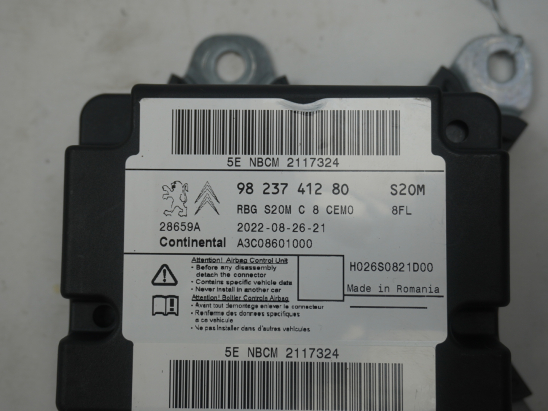 5E NBCM 2117324
98 237 412 80 S20M
RBG S20M C 8 CEMO 8FL
28659A 2022-08-26-21
Continental A3C08601000
Attention! Airbag Control Unit
• Before any disassembly
detach the connector
• Contains specific vehicle data
• Never install in another car
Attention! Boitier Controle Airbag
• Avant tout demontage enlever le connecteur
• Renferme des donnees specifiques
a ce vehicule
• Ne pas installer dans d'autres vehicules
H026S0821D00
Made in Romania
5E NBCM 2117324